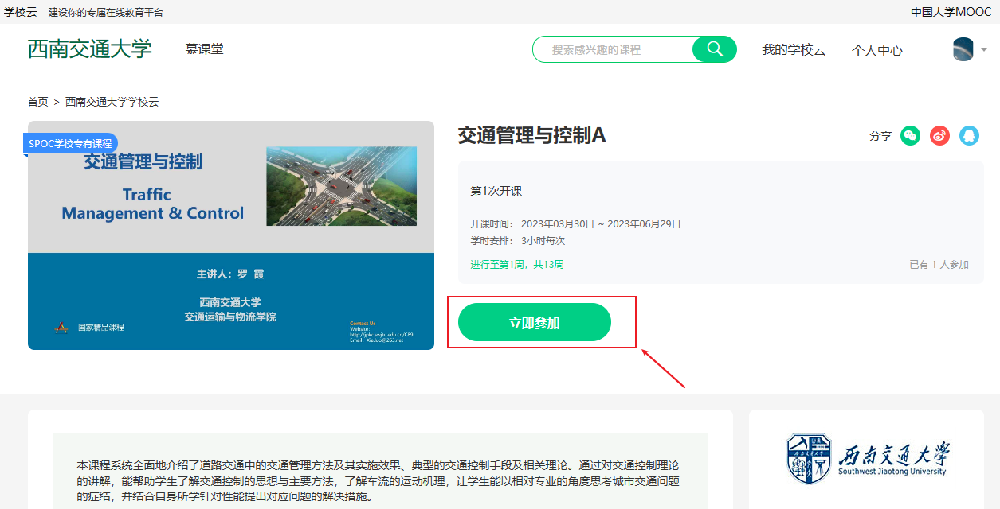 学校云 建设你的专属在线教育平台 中国大学MOOC
西南交通大学 慕课堂 搜索感兴趣的课程 我的学校云 个人中心
首页 > 西南交通大学学校云
SPOC学校专有课程
交通管理与控制
Traffic
Management & Control
主讲人：罗 霞
西南交通大学
交通运输与物流学院
国家精品课程
Contact Us
Website:
http://jpkc.swjtu.edu.cn/C89
Email: Xia.luo@263.net
交通管理与控制A
分享
第1次开课
开课时间： 2023年03月30日 ~ 2023年06月29日
学时安排： 3小时每次
进行至第1周，共13周 已有 1 人参加
立即参加
本课程系统全面地介绍了道路交通中的交通管理方法及其实施效果、典型的交通控制手段及相关理论。通过对交通控制理论
的讲解，能帮助学生了解交通控制的思想与主要方法，了解车流的运动机理，让学生能以相对专业的角度思考城市交通问题
的症结，并结合自身所学针对性能提出对应问题的解决措施。
西南交通大学
Southwest Jiaotong University